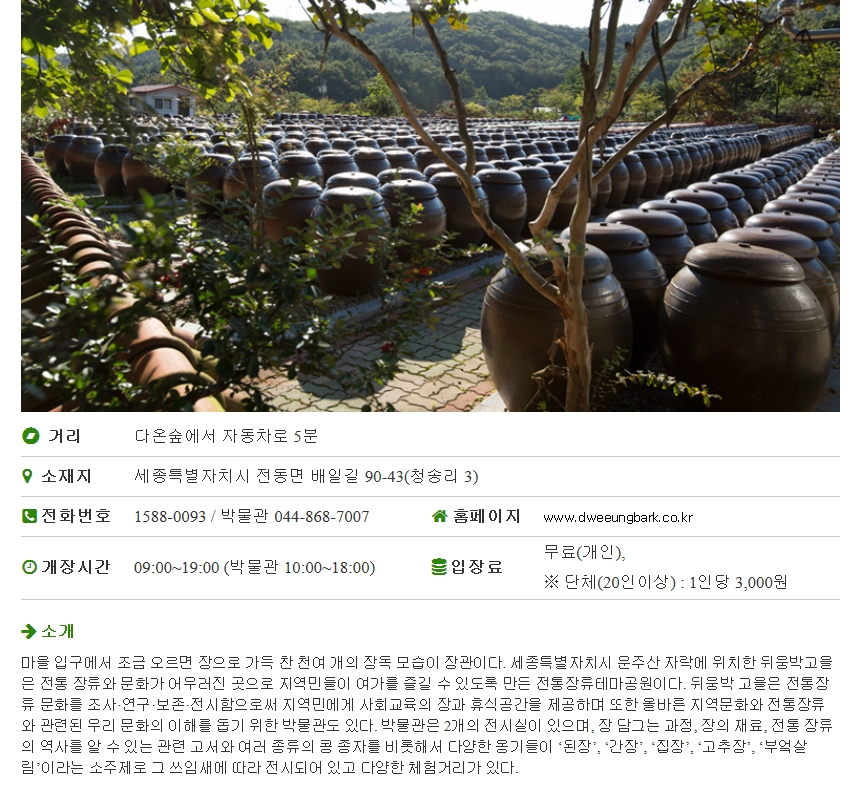 거리 다온숲에서 자동차로 5분
소재지 세종특별자치시 전동면 배일길 90-43(청송리 3)
전화번호 1588-0093 / 박물관 044-868-7007 홈페이지 www.dweeungbark.co.kr
개장시간 09:00~19:00 (박물관 10:00~18:00) 입장료 무료(개인),
※ 단체(20인이상) : 1인당 3,000원
소개
마을 입구에서 조금 오르면 장으로 가득 찬 천여 개의 장독 모습이 장관이다. 세종특별자치시 운주산 자락에 위치한 뒤웅박고을
은 전통 장류와 문화가 어우러진 곳으로 지역민들이 여가를 즐길 수 있도록 만든 전통장류테마공원이다. 뒤웅박 고을은 전통장
류 문화를 조사·연구·보존·전시함으로써 지역민에게 사회교육의 장과 휴식공간을 제공하며 또한 올바른 지역문화와 전통장류
와 관련된 우리 문화의 이해를 돕기 위한 박물관도 있다. 박물관은 2개의 전시실이 있으며, 장 담그는 과정, 장의 재료, 전통 장류
의 역사를 알 수 있는 관련 고서와 여러 종류의 콩 종자를 비롯해서 다양한 옹기들이 ‘된장’, ‘간장’, ‘집장’, ‘고추장’, ‘부엌살
림’이라는 소주제로 그 쓰임새에 따라 전시되어 있고 다양한 체험거리가 있다.